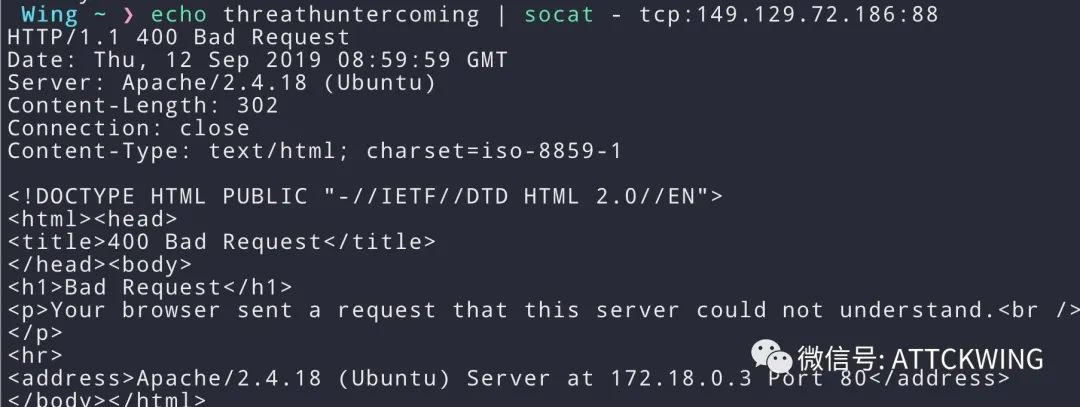 Wing ~ ❯ echo threathuntercoming | socat - tcp:149.129.72.186:88
HTTP/1.1 400 Bad Request
Date: Thu, 12 Sep 2019 08:59:59 GMT
Server: Apache/2.4.18 (Ubuntu)
Content-Length: 302
Connection: close
Content-Type: text/html; charset=iso-8859-1

<!DOCTYPE HTML PUBLIC "-//IETF//DTD HTML 2.0//EN">
<html><head>
<title>400 Bad Request</title>
</head><body>
<h1>Bad Request</h1>
<p>Your browser sent a request that this server could not understand.<br />
</p>
<hr>
微信号: ATTCKWING
<address>Apache/2.4.18 (Ubuntu) Server at 172.18.0.3 Port 80</address>
</body></html>